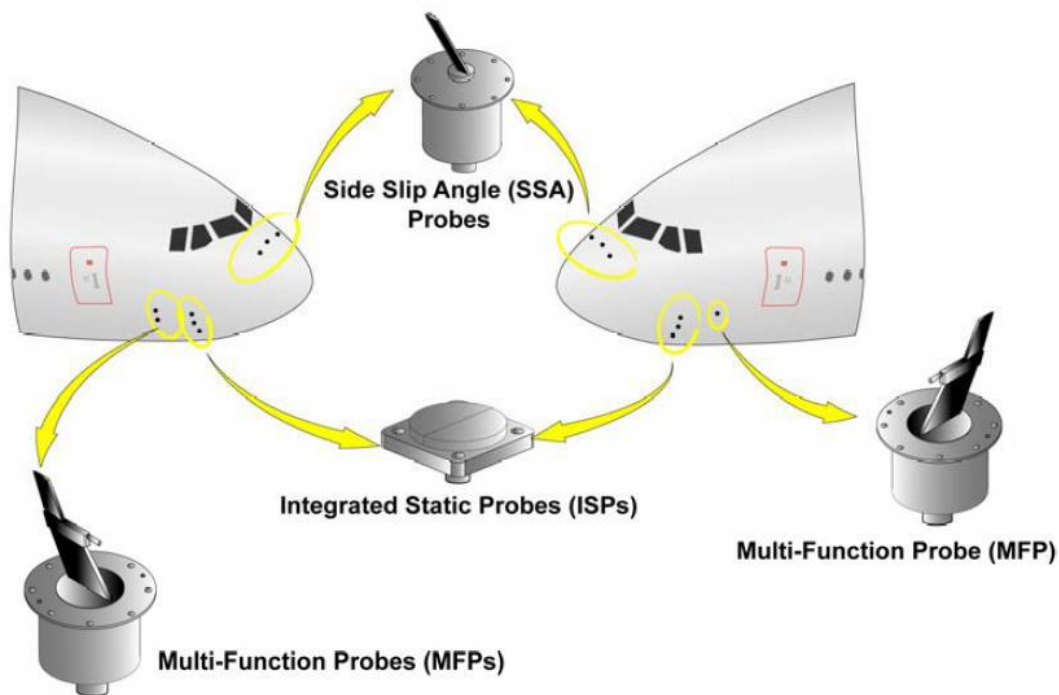 Side Slip Angle (SSA)
Probes
Integrated Static Probes (ISPs)
Multi-Function Probe (MFP)
Multi-Function Probes (MFPs)